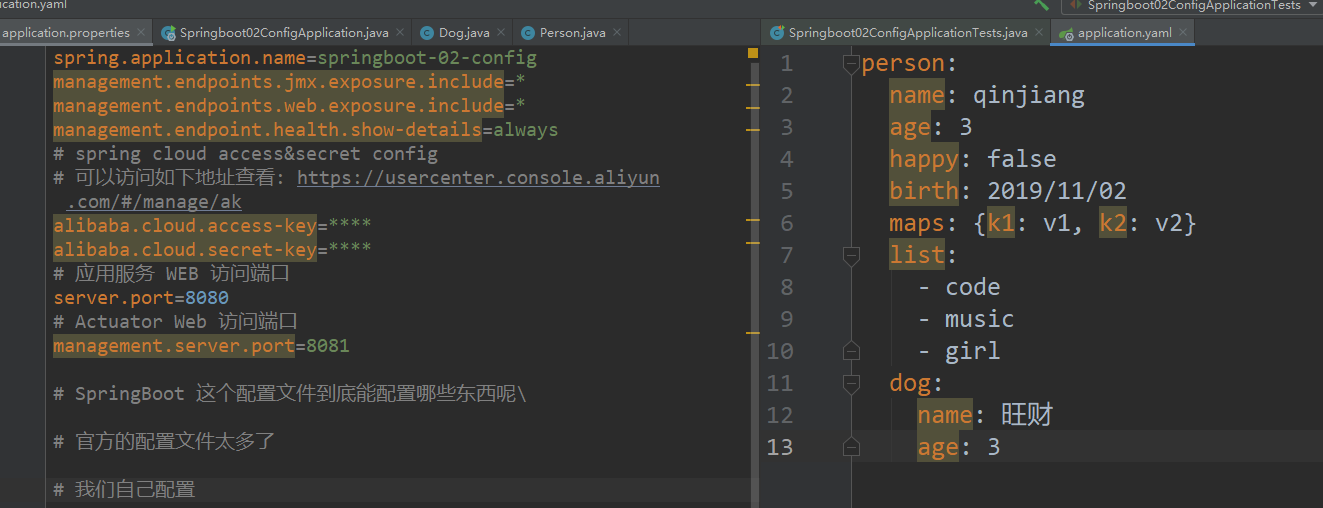 ication.yaml
Springboot02ConfigApplicationTests
application.properties
Springboot02ConfigApplication.java
Dog.java
Person.java
Springboot02ConfigApplicationTests.java
application.yaml
spring.application.name=springboot-02-config
management.endpoints.jmx.exposure.include=*
management.endpoints.web.exposure.include=*
management.endpoint.health.show-details=always
# spring cloud access&secret config
# 可以访问如下地址查看: https://usercenter.console.aliyun
.com/#/manage/ak
alibaba.cloud.access-key=****
alibaba.cloud.secret-key=****
# 应用服务 WEB 访问端口
server.port=8080
# Actuator Web 访问端口
management.server.port=8081
# SpringBoot 这个配置文件到底能配置哪些东西呢\
# 官方的配置文件太多了
# 我们自己配置
1 person:
2 name: qinjiang
3 age: 3
4 happy: false
5 birth: 2019/11/02
6 maps: {k1: v1, k2: v2}
7 list:
8 - code
9 - music
10 - girl
11 dog:
12 name: 旺财
13 age: 3